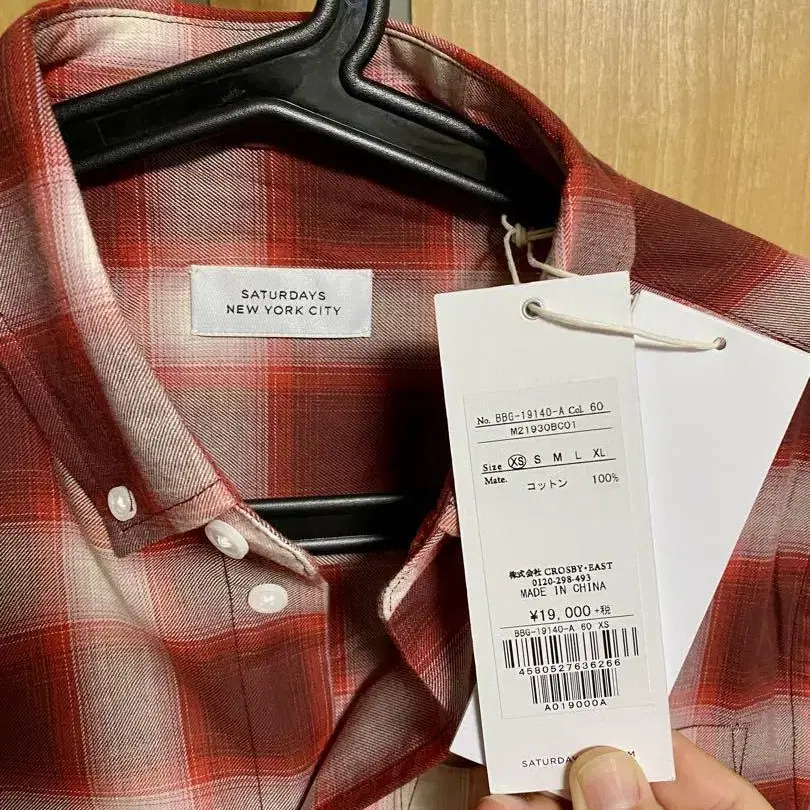 SATURDAYS
NEW YORK CITY
No. BBG-19140-A Col. 60
M21930BC01
Size XS S M L XL
Mate. コットン 100%
株式会社 CROSBY・EAST
0120-298-493
MADE IN CHINA
¥19,000+税
BBG-19140-A 60 XS
4580527636266
A019000A